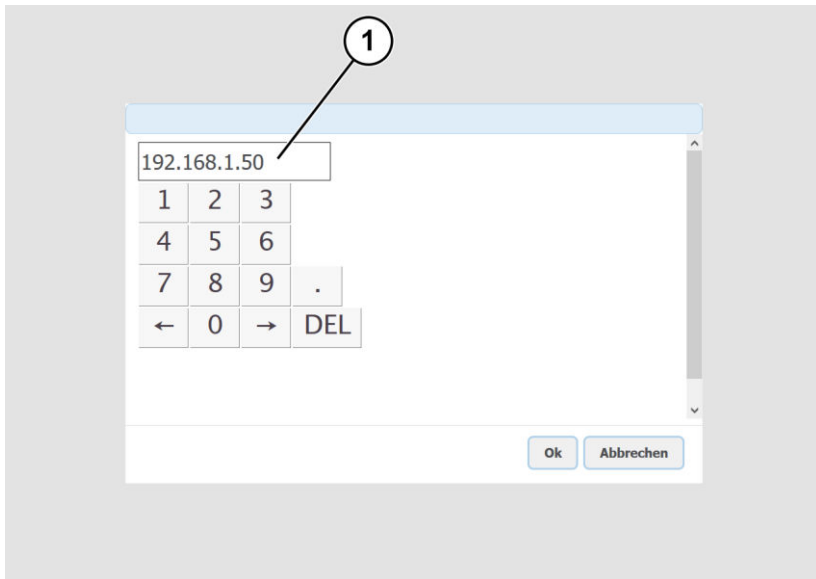 1
192.168.1.50
1 2 3
4 5 6
7 8 9 .
← 0 → DEL
Ok Abbrechen